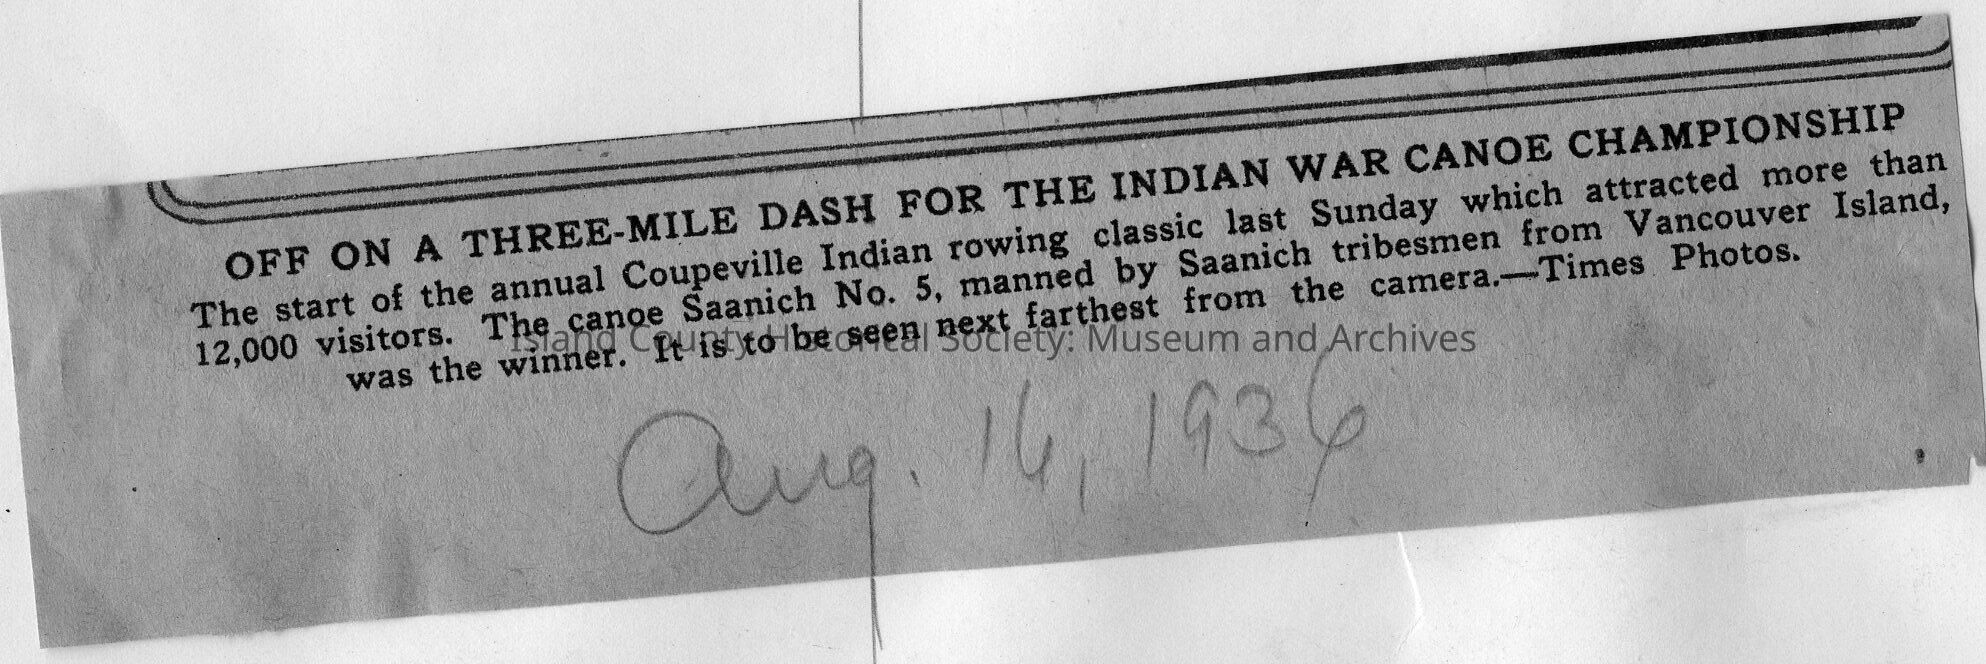 OFF ON A THREE-MILE DASH FOR THE INDIAN WAR CANOE CHAMPIONSHIP
The start of the annual Coupeville Indian rowing classic last Sunday which attracted more than
12,000 visitors. The canoe Saanich No. 5, manned by Saanich tribesmen from Vancouver Island,
was the winner. It is to be seen next farthest from the camera.—Times Photos.
Island County Historical Society: Museum and Archives
Aug. 16, 1936